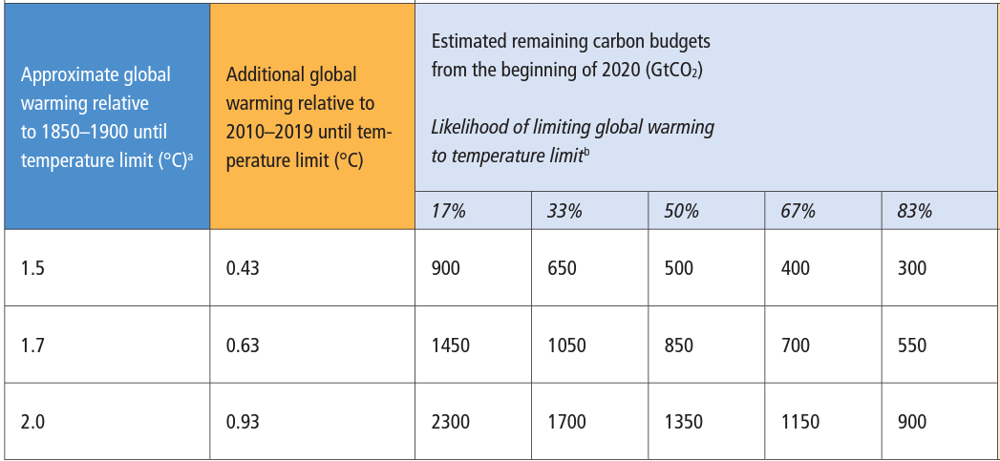 Approximate global
warming relative
to 1850–1900 until
temperature limit (°C)ᵃ
Additional global
warming relative to
2010–2019 until tem-
perature limit (°C)
Estimated remaining carbon budgets
from the beginning of 2020 (GtCO₂)
Likelihood of limiting global warming
to temperature limitᵇ
17% 33% 50% 67% 83%
1.5 0.43 900 650 500 400 300
1.7 0.63 1450 1050 850 700 550
2.0 0.93 2300 1700 1350 1150 900